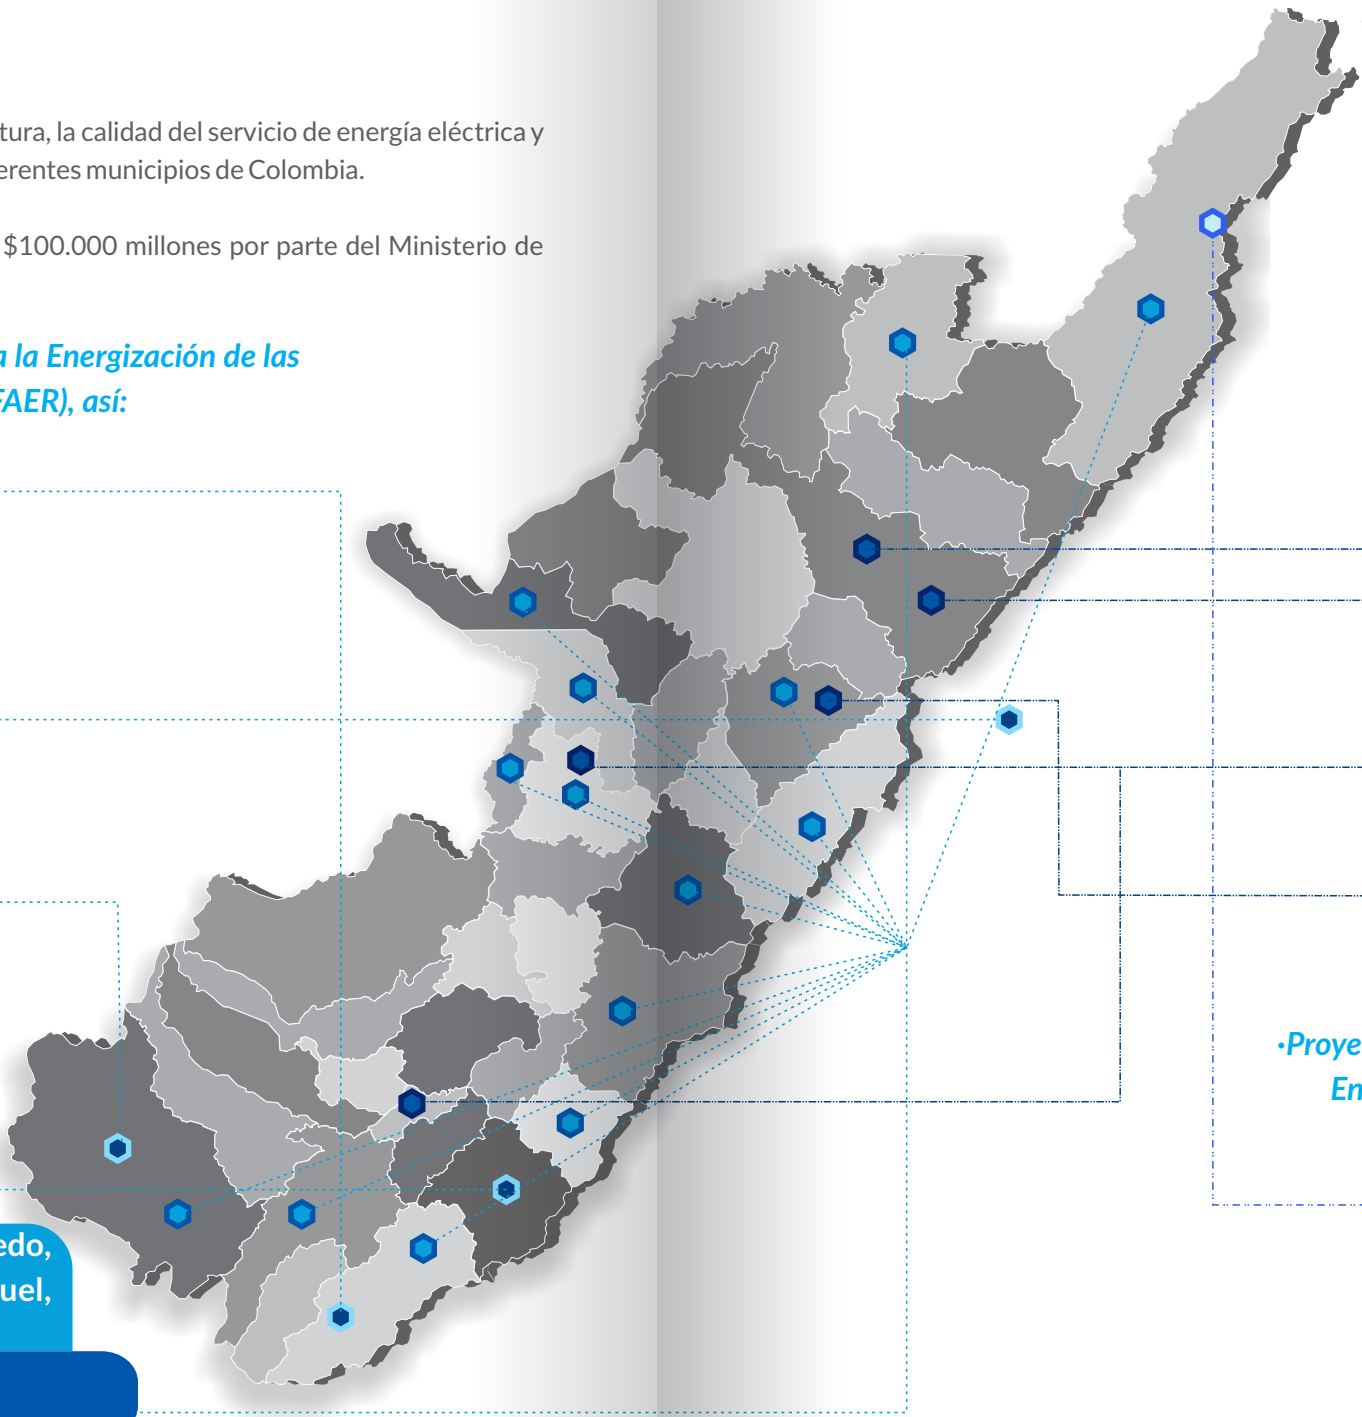 tura, la calidad del servicio de energía eléctrica y
erentes municipios de Colombia.
$100.000 millones por parte del Ministerio de
a la Energización de las
FAER), así:
edo,
uel,
·Proye
En